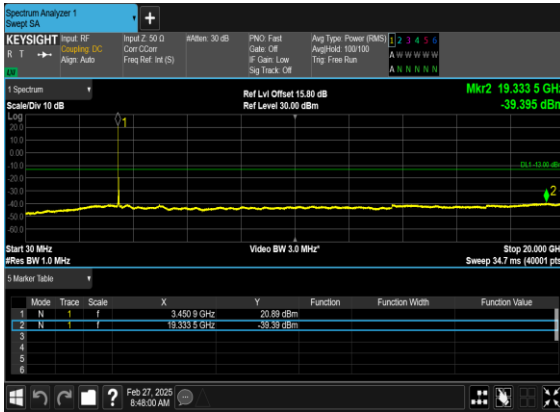 Spectrum Analyzer 1
Swept SA
KEYSIGHT Input: RF Input Z: 50 Ω #Atten: 30 dB PNO: Fast Avg Type: Power (RMS) 1 2 3 4 5 6
R T Coupling: DC Corr CCorr Gate: Off Avg|Hold: 100/100 A W W W W W
Align: Auto Freq Ref: Int (S) IF Gain: Low Trig: Free Run
Sig Track: Off A N N N N N
LXI
1 Spectrum Ref Lvl Offset 15.80 dB Mkr2 19.333 5 GHz
Scale/Div 10 dB Ref Level 30.00 dBm -39.395 dBm
Log
20.0
10.0
0.00
-10.0
-20.0
-30.0
-40.0
-50.0
-60.0
1
DL1 -13.00 dBm
2
Start 30 MHz Video BW 3.0 MHz* Stop 20.000 GHz
#Res BW 1.0 MHz Sweep 34.7 ms (40001 pts)
5 Marker Table
Mode Trace Scale X Y Function Function Width Function Value
1 N 1 f 3.450 9 GHz 20.89 dBm
2 N 1 f 19.333 5 GHz -39.39 dBm
3
4
5
6
Feb 27, 2025
8:48:00 AM